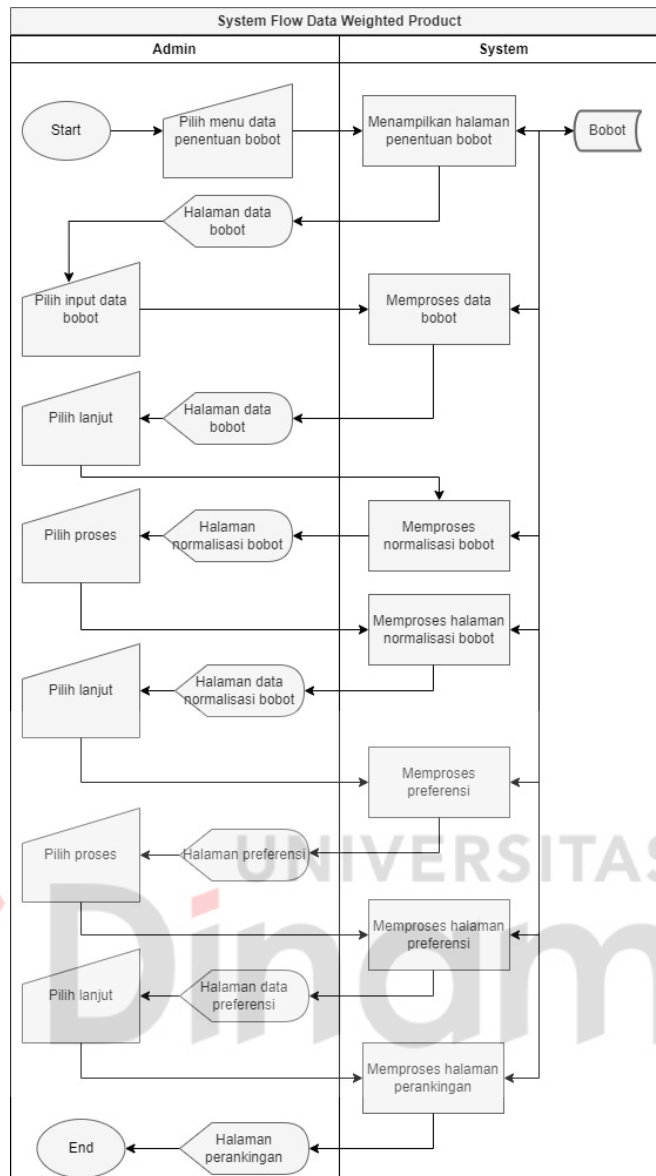 System Flow Data Weighted Product
Admin
System
Start
Pilih menu data
penentuan bobot
Menampilkan halaman
penentuan bobot
Bobot
Halaman data
bobot
Pilih input data
bobot
Memproses data
bobot
Pilih lanjut
Halaman data
bobot
Pilih proses
Halaman
normalisasi bobot
Memproses
normalisasi bobot
Memproses halaman
normalisasi bobot
Pilih lanjut
Halaman data
normalisasi bobot
Memproses
preferensi
Pilih proses
Halaman preferensi
UNIVERSITAS
Dinam
Memproses halaman
preferensi
Pilih lanjut
Halaman data
preferensi
Memproses halaman
perankingan
End
Halaman
perankingan